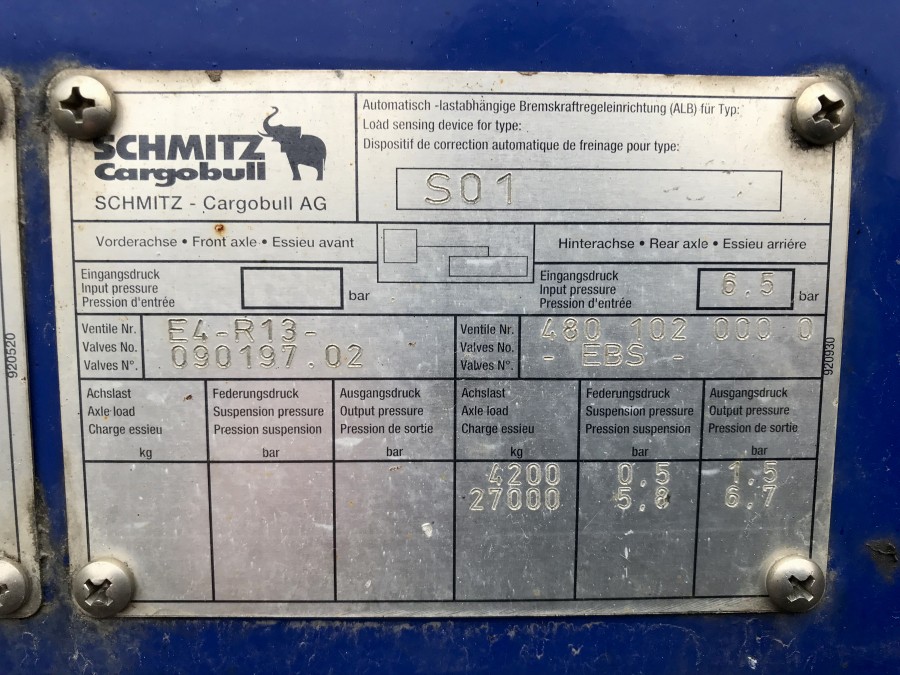 SCHMITZ
Cargobull
SCHMITZ - Cargobull AG
Automatisch -lastabhängige Bremskraftregeleinrichtung (ALB) für Typ:
Load sensing device for type:
Dispositif de correction automatique de freinage pour type:
S01
Vorderachse • Front axle • Essieu avant
Hinterachse • Rear axle • Essieu arriére
Eingangsdruck
Input pressure
Pression d'entrée
bar
Eingangsdruck
Input pressure
Pression d'entrée
6.5
bar
Ventile Nr.
Valves No.
Valves N°.
E4-R13-
090197.02
Ventile Nr.
Valves No.
Valves N°.
480 102 000 0
- EBS -
Achslast
Axle load
Charge essieu
kg
Federungsdruck
Suspension pressure
Pression suspension
bar
Ausgangsdruck
Output pressure
Pression de sortie
bar
Achslast
Axle load
Charge essieu
kg
Federungsdruck
Suspension pressure
Pression suspension
bar
Ausgangsdruck
Output pressure
Pression de sortie
bar
4200 0.5 1.5
27000 5.8 6.7
920520
920930